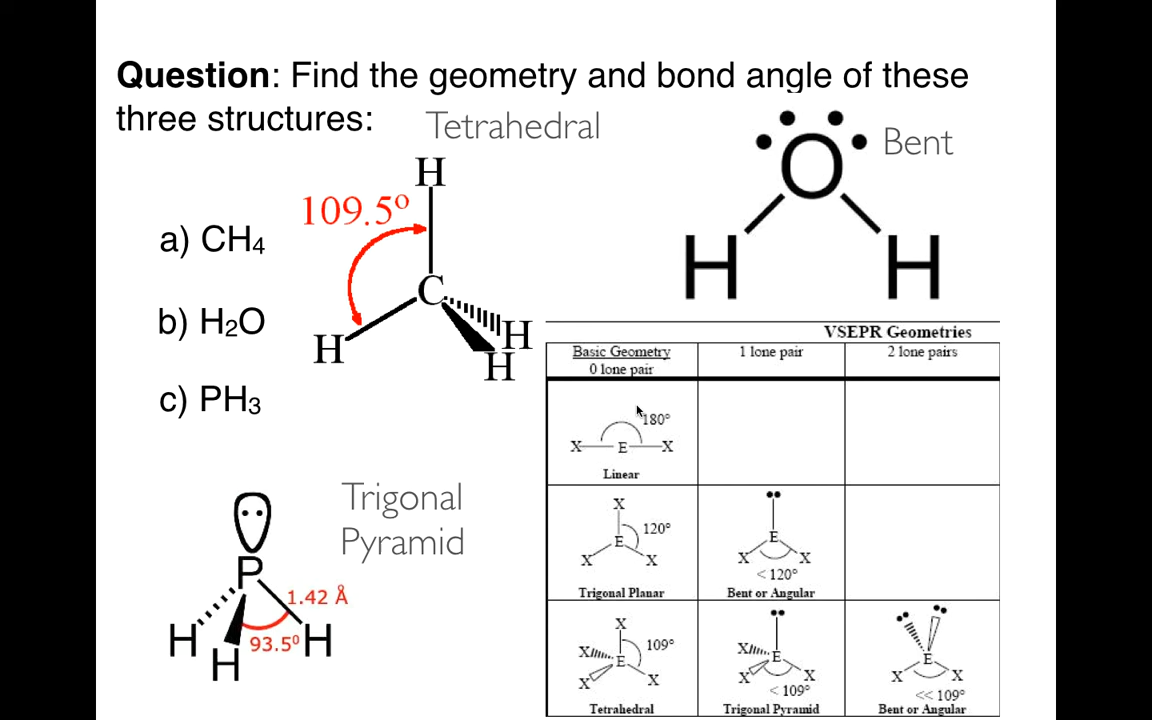 Question: Find the geometry and bond angle of these
three structures:
Tetrahedral
Bent
H
109.5º
C
H
H
H
O
H
H
a) CH4
b) H2O
c) PH3
Trigonal
Pyramid
P
1.42 Å
93.5º
H
H
H
VSEPR Geometries
Basic Geometry
0 lone pair
1 lone pair
2 lone pairs
180°
X E X
Linear
X
120°
E
X X
Trigonal Planar
E
X X
< 120°
Bent or Angular
X
109°
X E
X X
Tetrahedral
X E
X X
< 109°
Trigonal Pyramid
E
X X
<< 109°
Bent or Angular